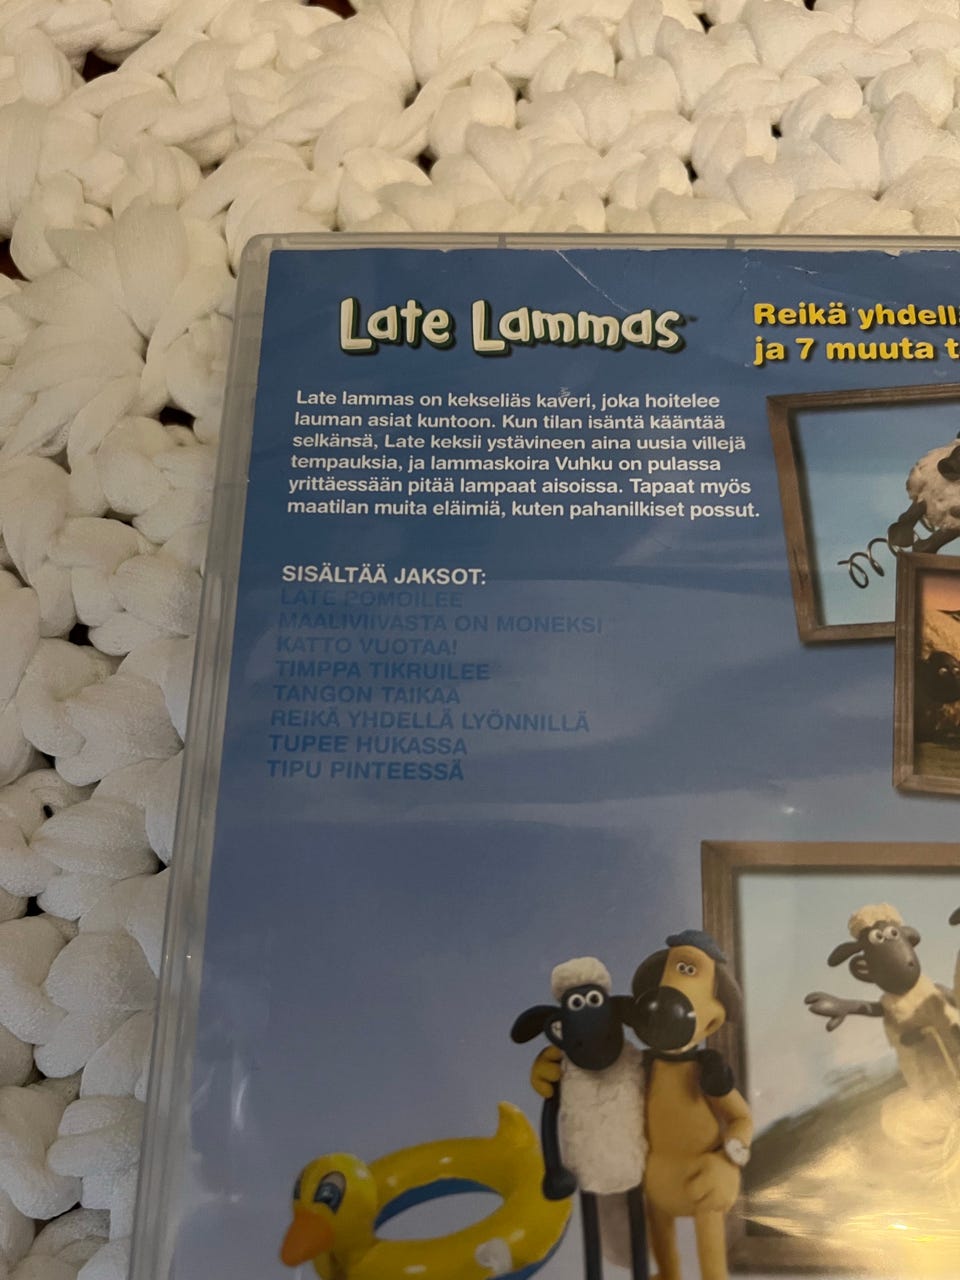 Late Lammas™
Reikä yhdellä
ja 7 muuta t
Late lammas on kekseliäs kaveri, joka hoitelee
lauman asiat kuntoon. Kun tilan isäntä kääntää
selkänsä, Late keksii ystävineen aina uusia villejä
tempauksia, ja lammaskoira Vuhku on pulassa
yrittäessään pitää lampaat aisoissa. Tapaat myös
maatilan muita eläimiä, kuten pahanilkiset possut.
SISÄLTÄÄ JAKSOT:
LATE POMOILEE
MAALIVIIVASTA ON MONEKSI
KATTO VUOTAA!
TIMPPA TIKRUILEE
TANGON TAIKAA
REIKÄ YHDELLÄ LYÖNNILLÄ
TUPEE HUKASSA
TIPU PINTEESSÄ